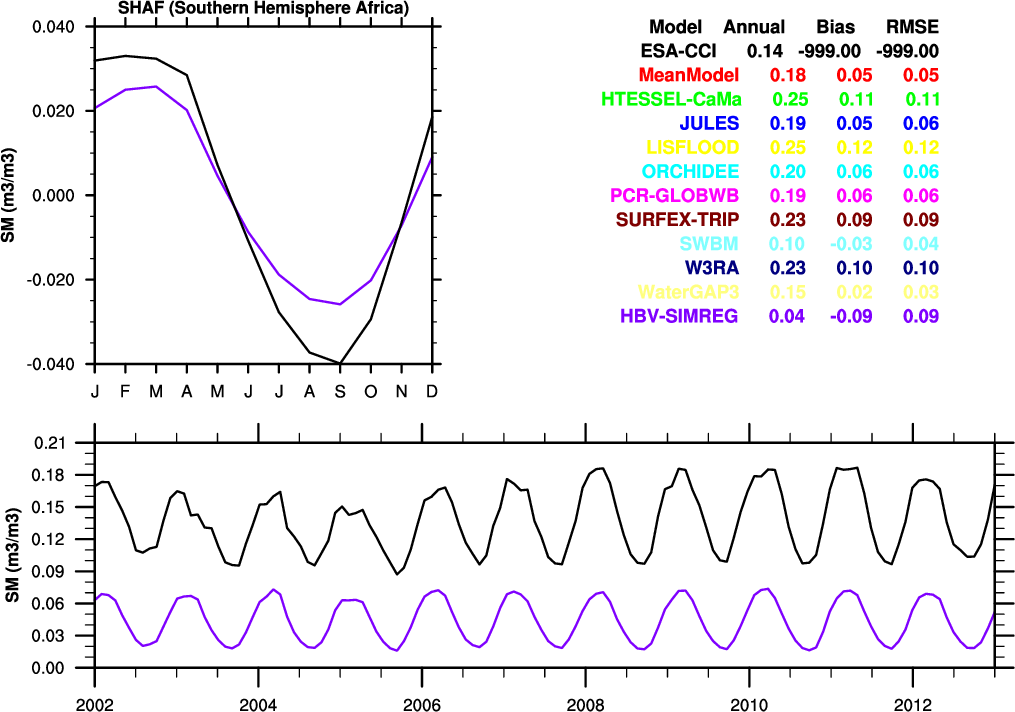 SHAF (Southern Hemisphere Africa)
0.040
0.020
0.000
-0.020
-0.040
SM (m3/m3)
J F M A M J J A S O N D
Model Annual Bias RMSE
ESA-CCI 0.14 -999.00 -999.00
MeanModel 0.18 0.05 0.05
HTESSEL-CaMa 0.25 0.11 0.11
JULES 0.19 0.05 0.06
LISFLOOD 0.25 0.12 0.12
ORCHIDEE 0.20 0.06 0.06
PCR-GLOBWB 0.19 0.06 0.06
SURFEX-TRIP 0.23 0.09 0.09
SWBM 0.10 -0.03 0.04
W3RA 0.23 0.10 0.10
WaterGAP3 0.15 0.02 0.03
HBV-SIMREG 0.04 -0.09 0.09
0.21
0.18
0.15
0.12
0.09
0.06
0.03
0.00
SM (m3/m3)
2002 2004 2006 2008 2010 2012